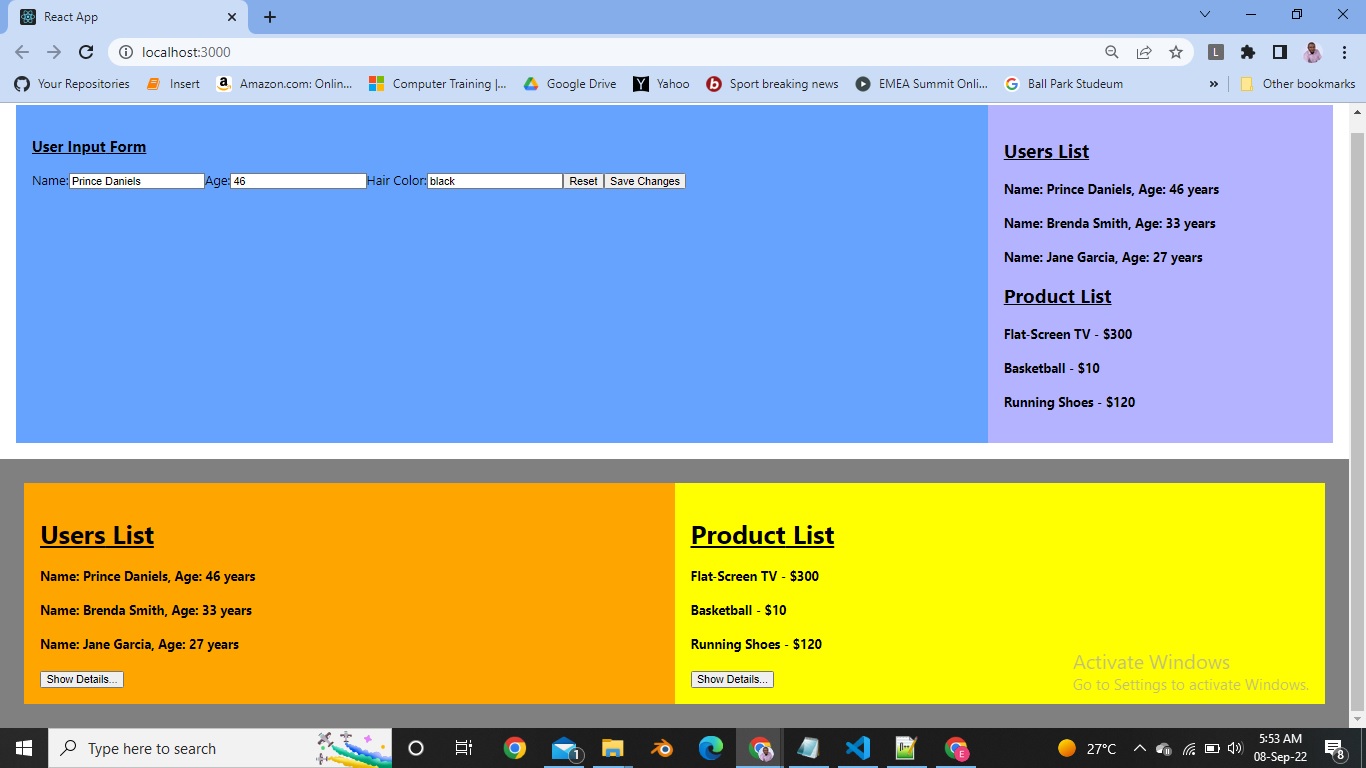 React App
localhost:3000
L
Your Repositories
Insert
Amazon.com: Onlin...
Computer Training |...
Google Drive
Yahoo
Sport breaking news
EMEA Summit Onli...
Ball Park Studeum
»
Other bookmarks
User Input Form
Name: Prince Daniels Age: 46 Hair Color: black Reset Save Changes
Users List
Name: Prince Daniels, Age: 46 years
Name: Brenda Smith, Age: 33 years
Name: Jane Garcia, Age: 27 years
Product List
Flat-Screen TV - $300
Basketball - $10
Running Shoes - $120
Users List
Name: Prince Daniels, Age: 46 years
Name: Brenda Smith, Age: 33 years
Name: Jane Garcia, Age: 27 years
Show Details...
Product List
Flat-Screen TV - $300
Basketball - $10
Running Shoes - $120
Show Details...
Activate Windows
Go to Settings to activate Windows.
Type here to search
1
E
27°C
5:53 AM
08-Sep-22
8